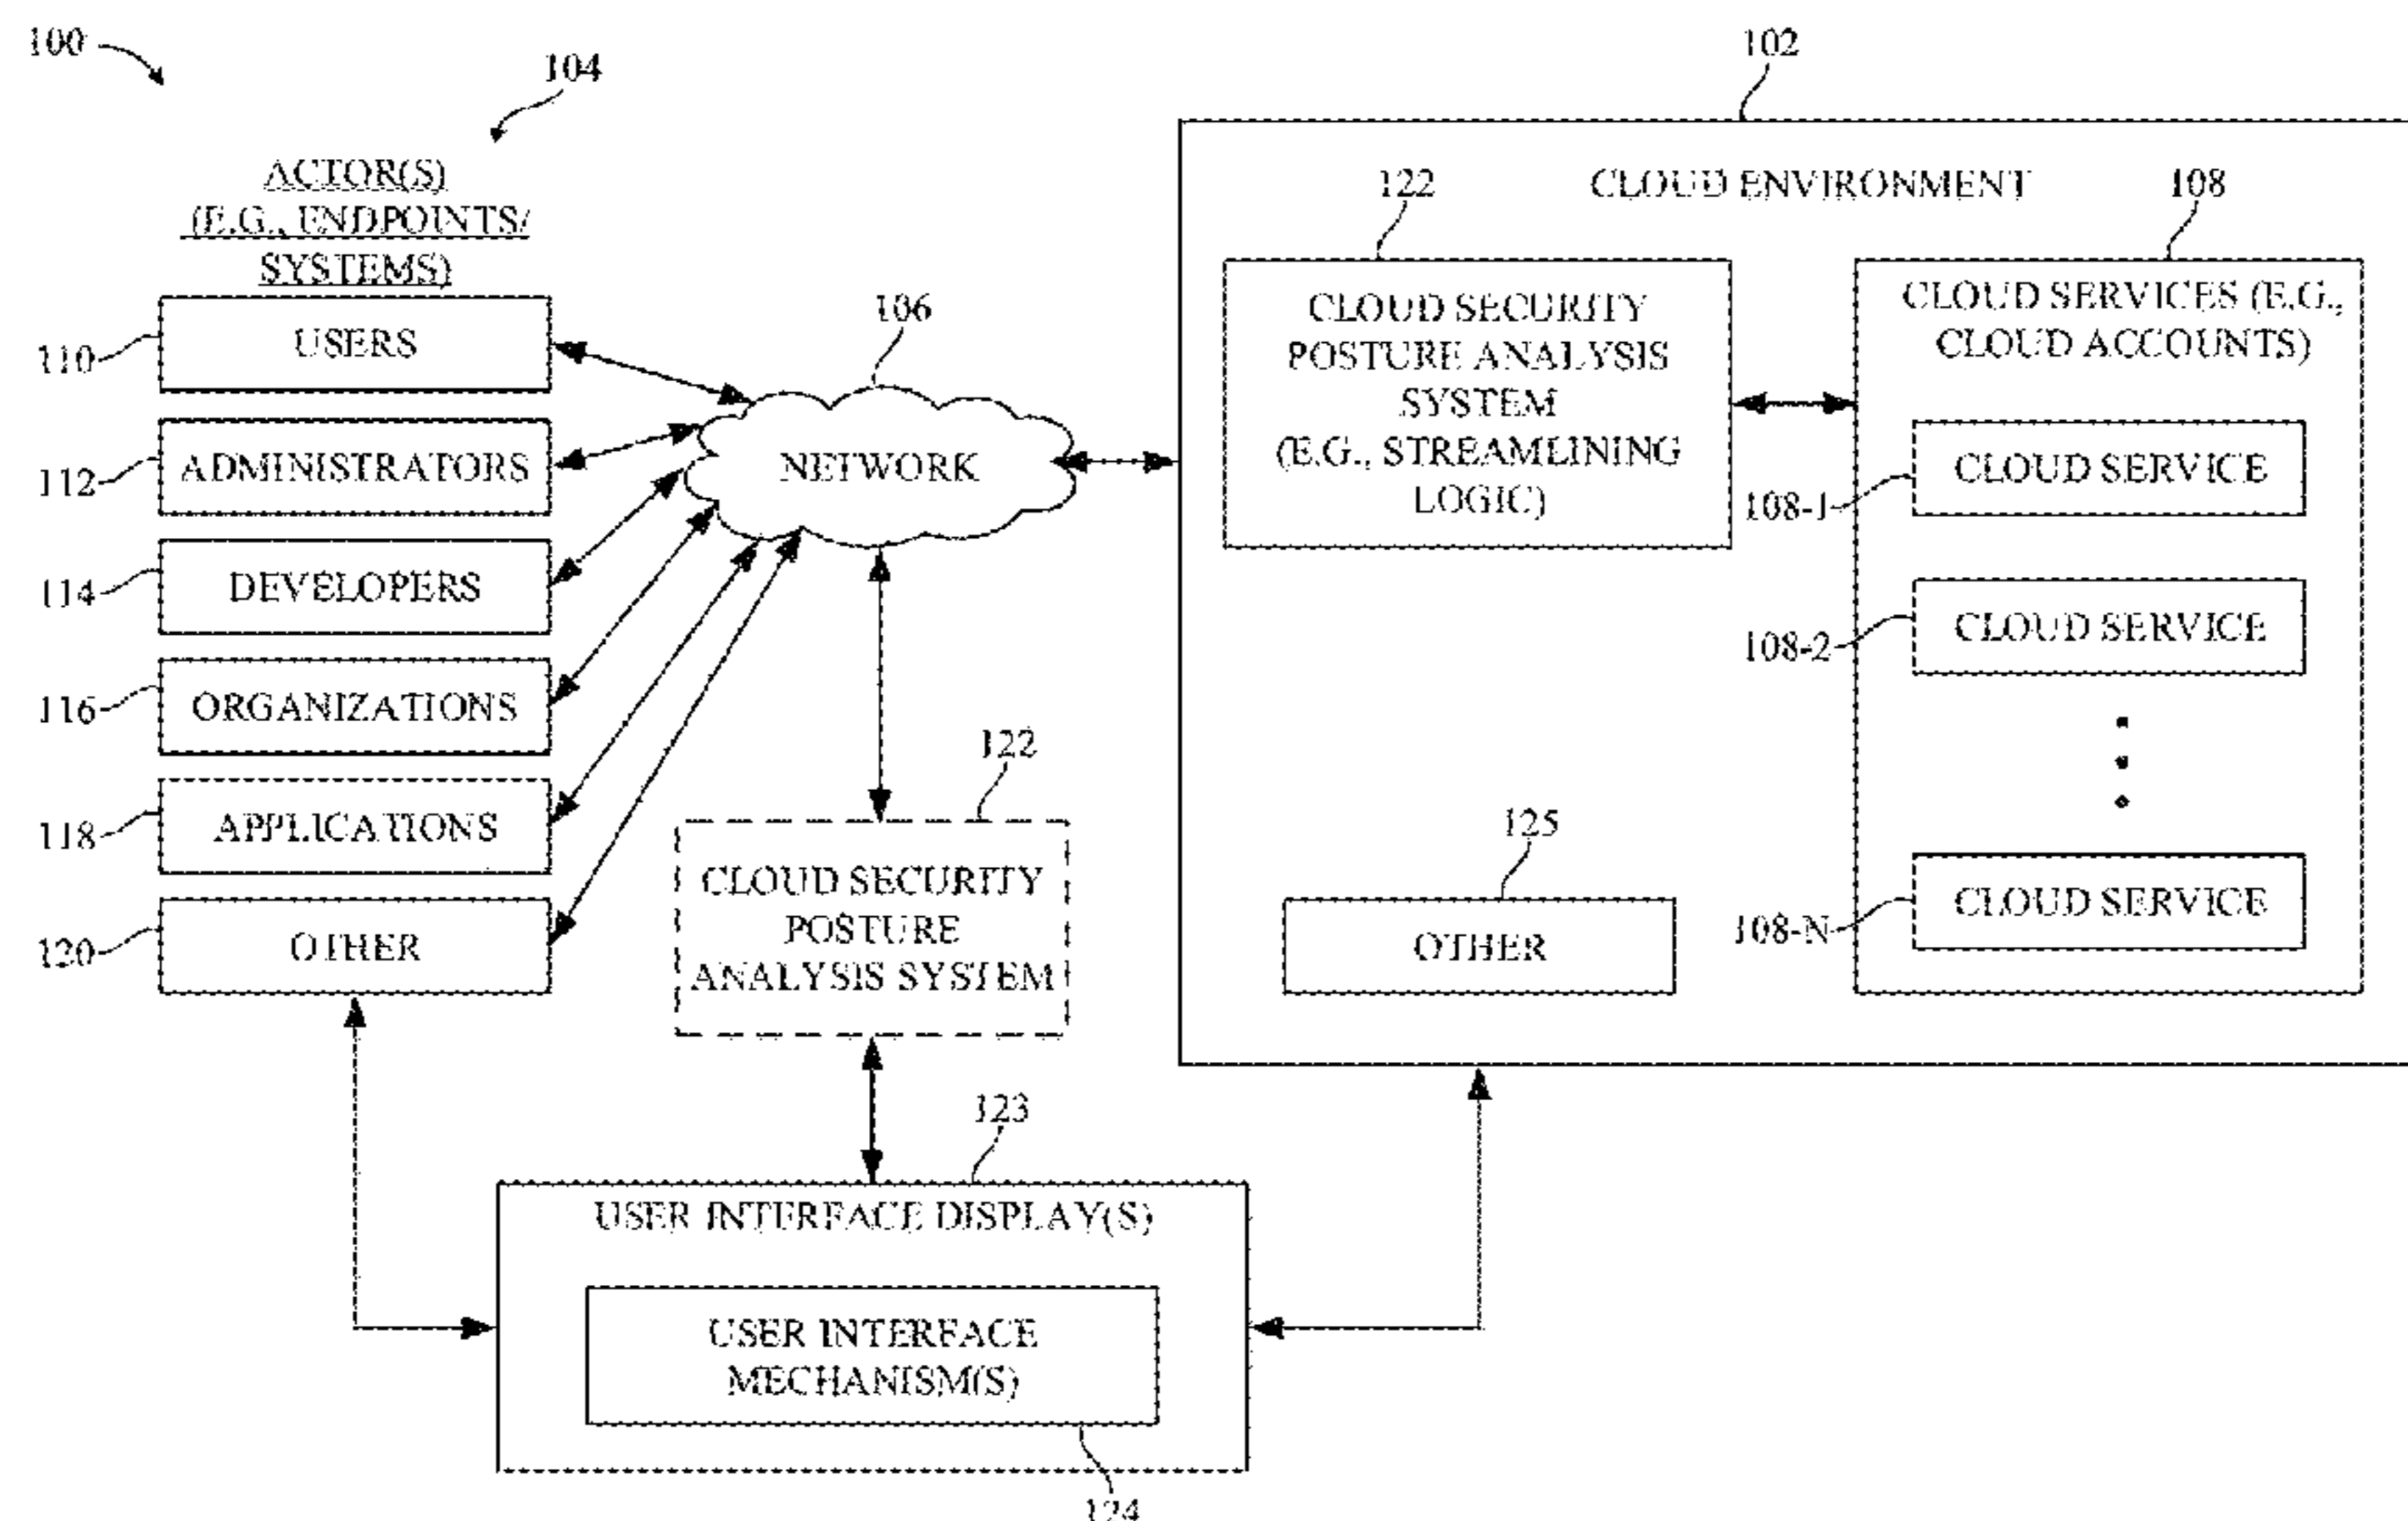 100
104
102
ACTOR(S)
(E.G., ENDPOINTS/
SYSTEMS)
110
USERS
112
ADMINISTRATORS
114
DEVELOPERS
116
ORGANIZATIONS
118
APPLICATIONS
120
OTHER
106
NETWORK
122
CLOUD SECURITY
POSTURE
ANALYSIS SYSTEM
CLOUD ENVIRONMENT
122
CLOUD SECURITY
POSTURE ANALYSIS
SYSTEM
(E.G., STREAMLINING
LOGIC)
108
CLOUD SERVICES (E.G.,
CLOUD ACCOUNTS)
108-1
CLOUD SERVICE
108-2
CLOUD SERVICE
108-N
CLOUD SERVICE
125
OTHER
123
USER INTERFACE DISPLAY(S)
USER INTERFACE
MECHANISM(S)
124